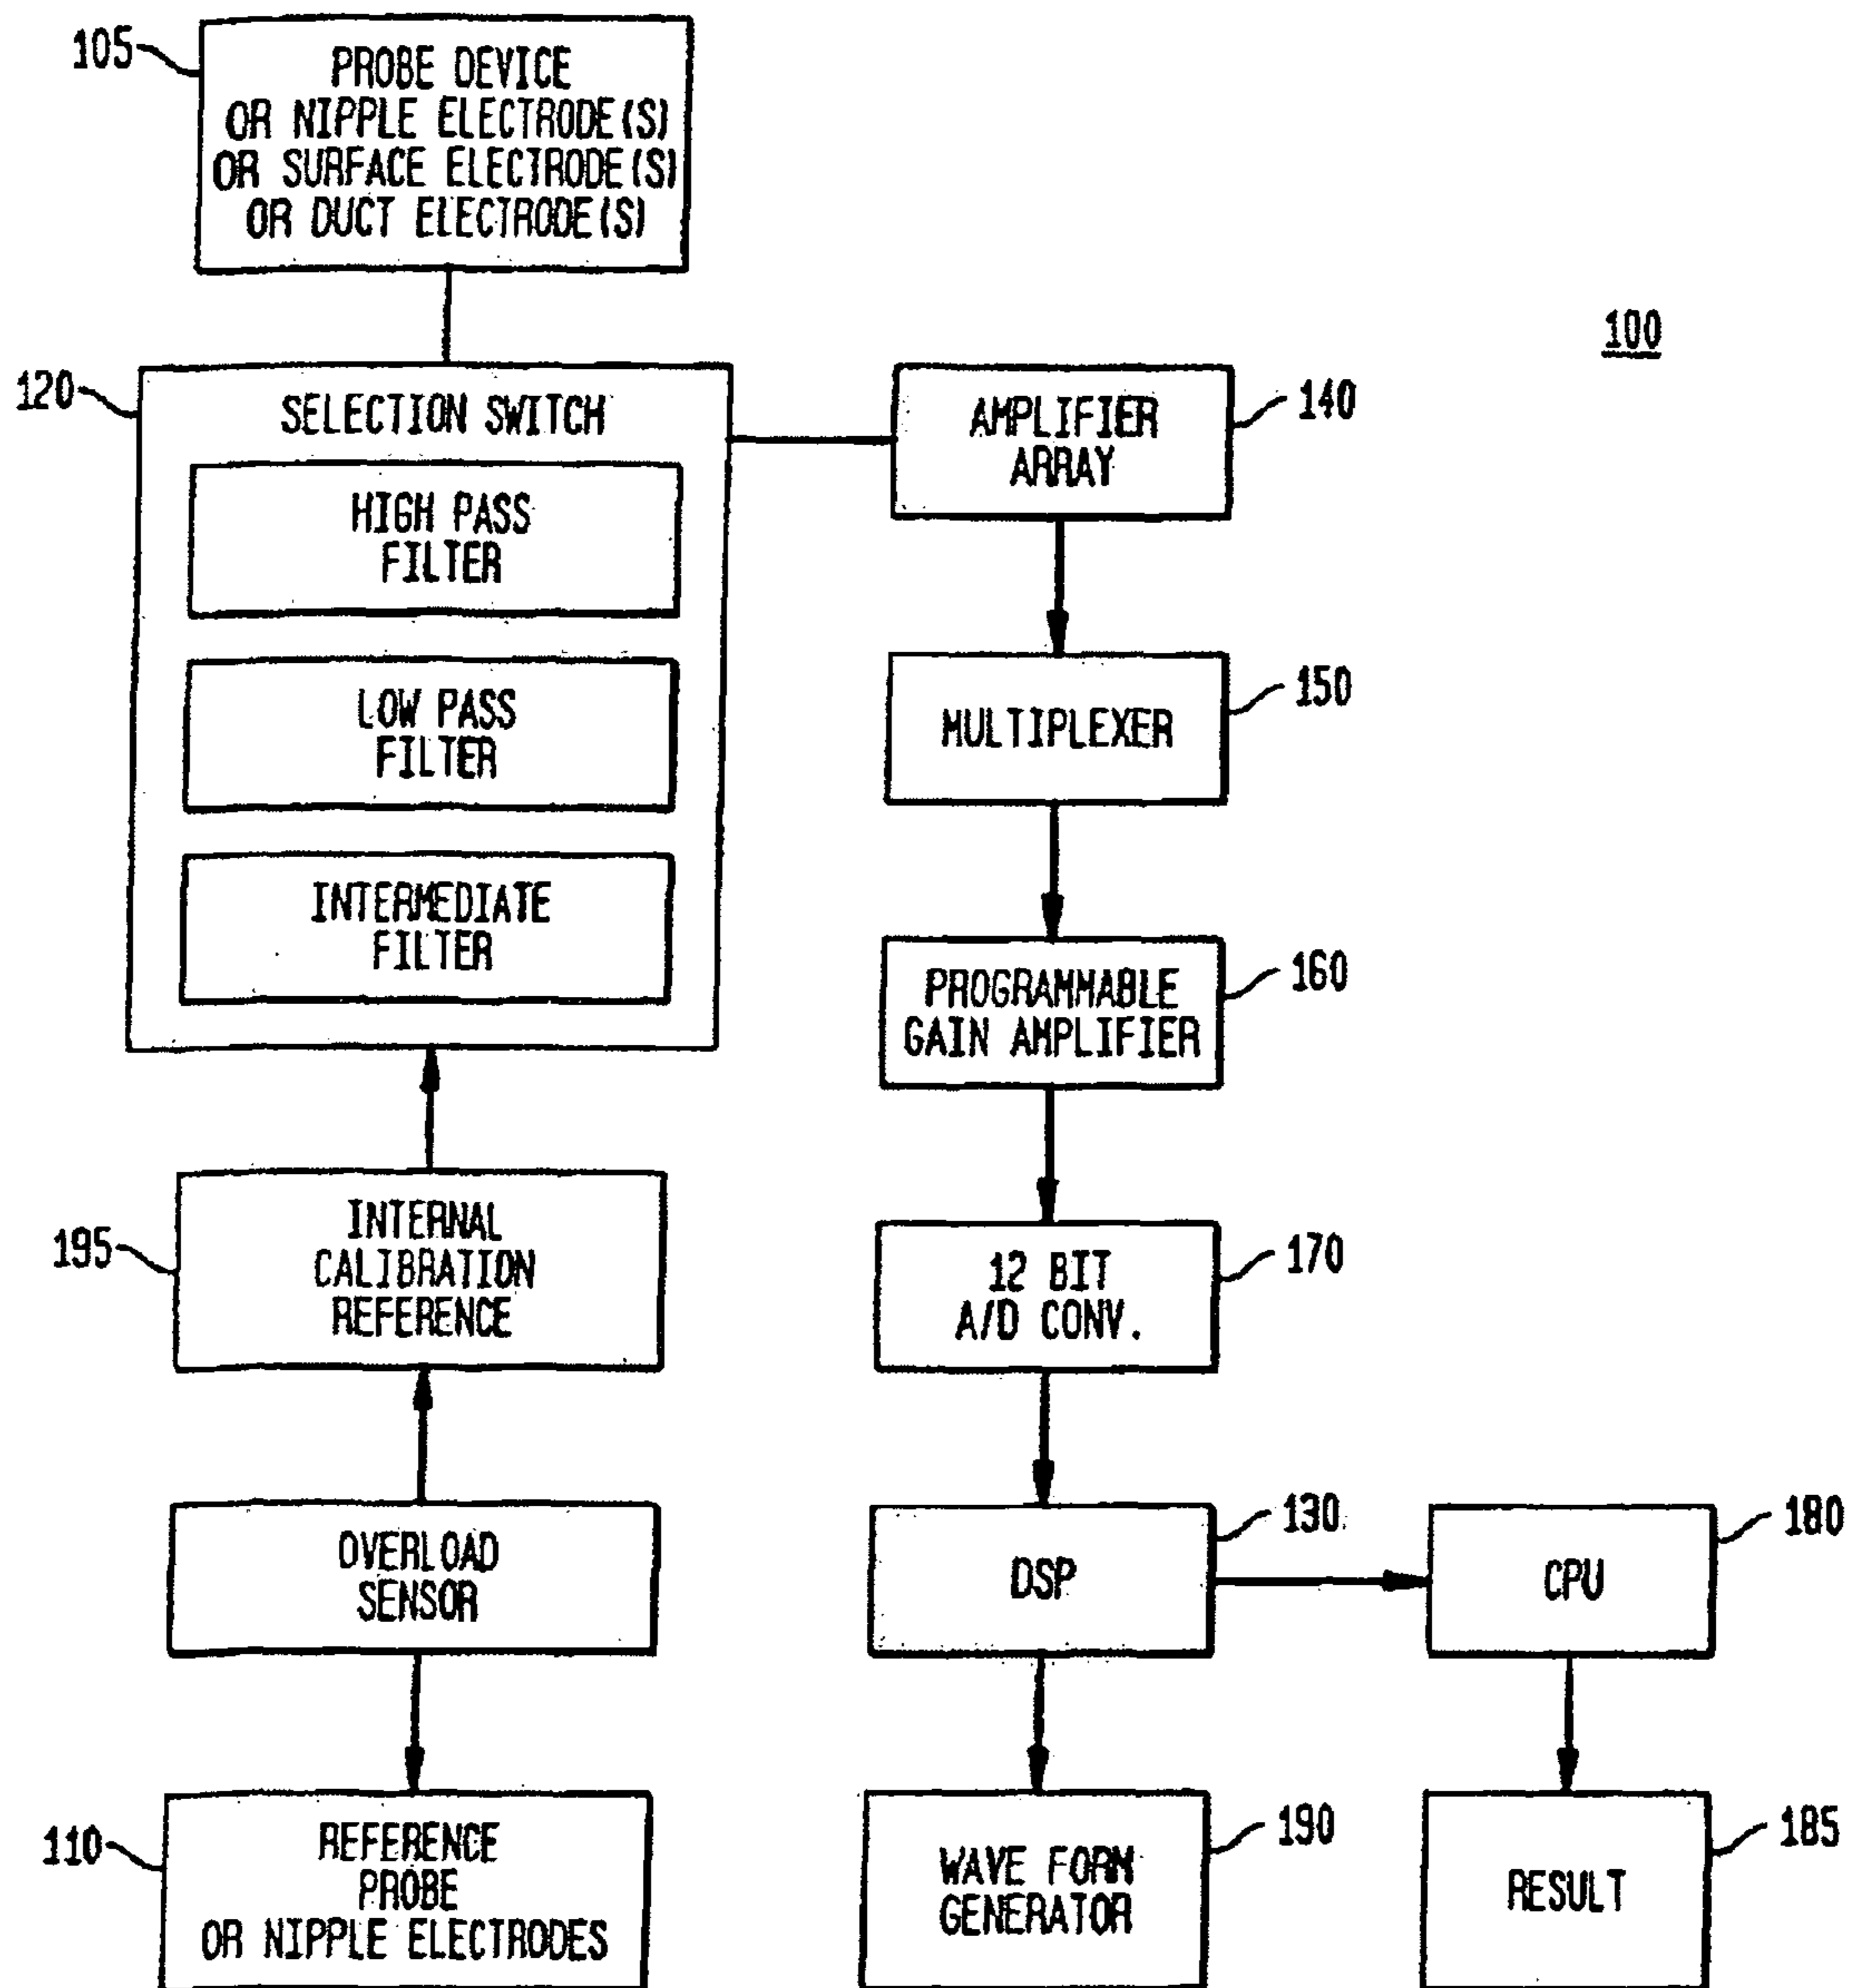 105
PROBE DEVICE
OR NIPPLE ELECTRODE(S)
OR SURFACE ELECTRODE(S)
OR DUCT ELECTRODE(S)
100
120
SELECTION SWITCH
HIGH PASS
FILTER
LOW PASS
FILTER
INTERMEDIATE
FILTER
AMPLIFIER
ARRAY
140
MULTIPLEXER
150
PROGRAMMABLE
GAIN AMPLIFIER
160
195
INTERNAL
CALIBRATION
REFERENCE
12 BIT
A/D CONV.
170
OVERLOAD
SENSOR
DSP
130
CPU
180
110
REFERENCE
PROBE
OR NIPPLE ELECTRODES
WAVE FORM
GENERATOR
190
RESULT
185